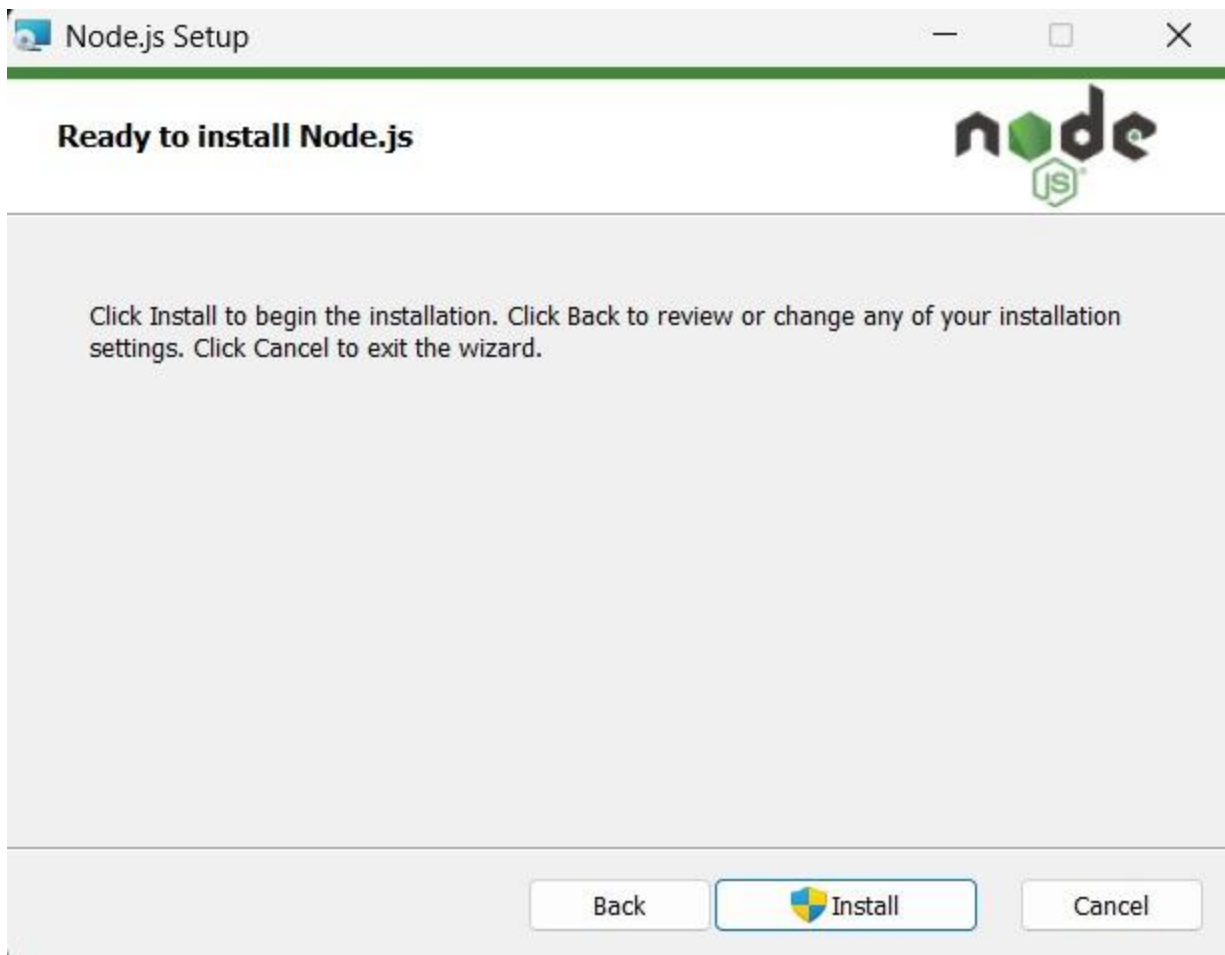 Node.js Setup
Ready to install Node.js
node
JS
Click Install to begin the installation. Click Back to review or change any of your installation
settings. Click Cancel to exit the wizard.
Back
Install
Cancel